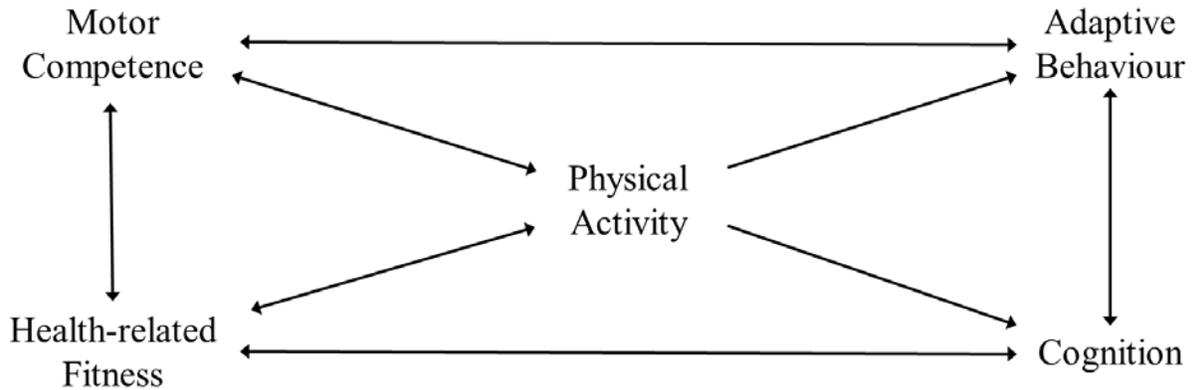 Motor
Competence
Adaptive
Behaviour
Physical
Activity
Health-related
Fitness
Cognition